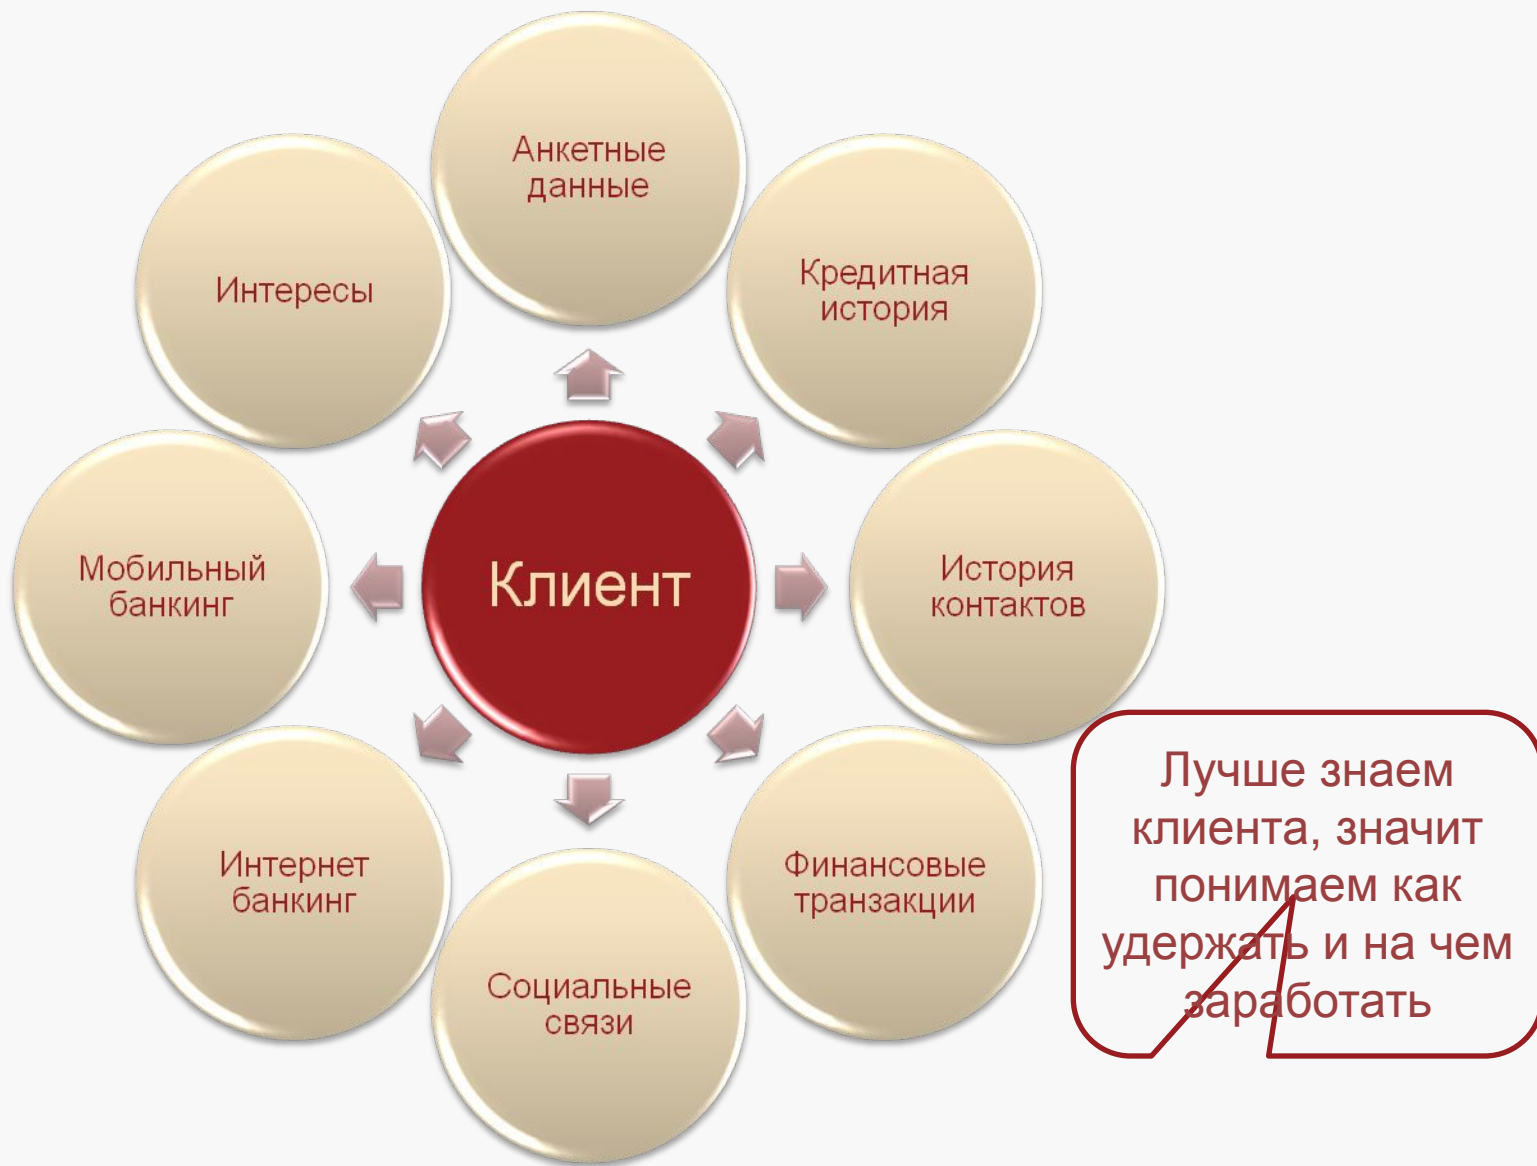 Анкетные
данные
Кредитная
история
История
контактов
Финансовые
транзакции
Социальные
связи
Интернет
банкинг
Мобильный
банкинг
Интересы
Клиент
Лучше знаем
клиента, значит
понимаем как
удержать и на чем
заработать